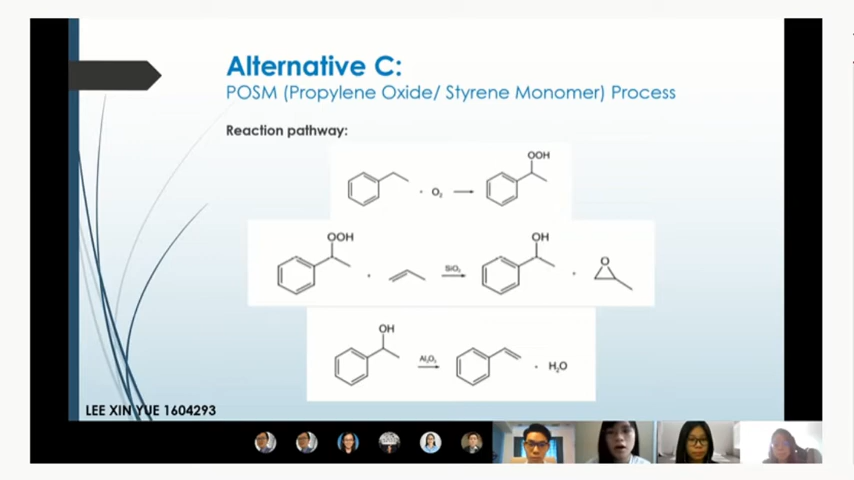 Alternative C:
POSM (Propylene Oxide/ Styrene Monomer) Process
Reaction pathway:
OOH
O₂
OOH
SiO₂
OH
O
OH
Al₂O₃
H₂O
LEE XIN YUE 1604293